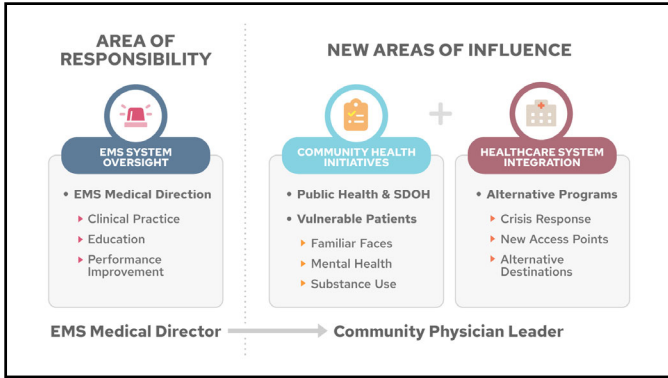 AREA OF
RESPONSIBILITY
NEW AREAS OF INFLUENCE
EMS SYSTEM
OVERSIGHT
• EMS Medical Direction
Clinical Practice
Education
Performance
Improvement
+
COMMUNITY HEALTH
INITIATIVES
• Public Health & SDOH
• Vulnerable Patients
Familiar Faces
Mental Health
Substance Use
HEALTHCARE SYSTEM
INTEGRATION
• Alternative Programs
Crisis Response
New Access Points
Alternative
Destinations
EMS Medical Director
Community Physician Leader